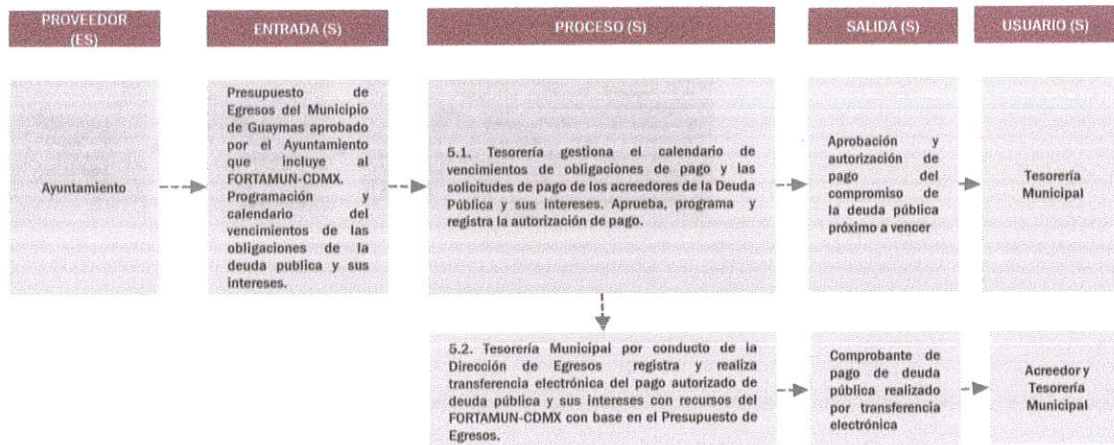 PROVEEDOR
(ES)
ENTRADA (S)
PROCESO (S)
SALIDA (S)
USUARIO (S)
Ayuntamiento
Presupuesto de
Egresos del Municipio
de Guaymas aprobado
por el Ayuntamiento
que incluye al
FORTAMUN-CDMX.
Programación y
calendario del
vencimientos de las
obligaciones de la
deuda publica y sus
intereses.
5.1. Tesorería gestiona el calendario de
vencimientos de obligaciones de pago y las
solicitudes de pago de los acreedores de la Deuda
Pública y sus intereses. Aprueba, programa y
registra la autorización de pago.
Aprobación y
autorización de
pago del
compromiso de
la deuda pública
próximo a vencer
Tesorería
Municipal
5.2. Tesorería Municipal por conducto de la
Dirección de Egresos registra y realiza
transferencia electrónica del pago autorizado de
deuda pública y sus intereses con recursos del
FORTAMUN-CDMX con base en el Presupuesto de
Egresos.
Comprobante de
pago de deuda
pública realizado
por transferencia
electrónica
Acreedor y
Tesorería
Municipal